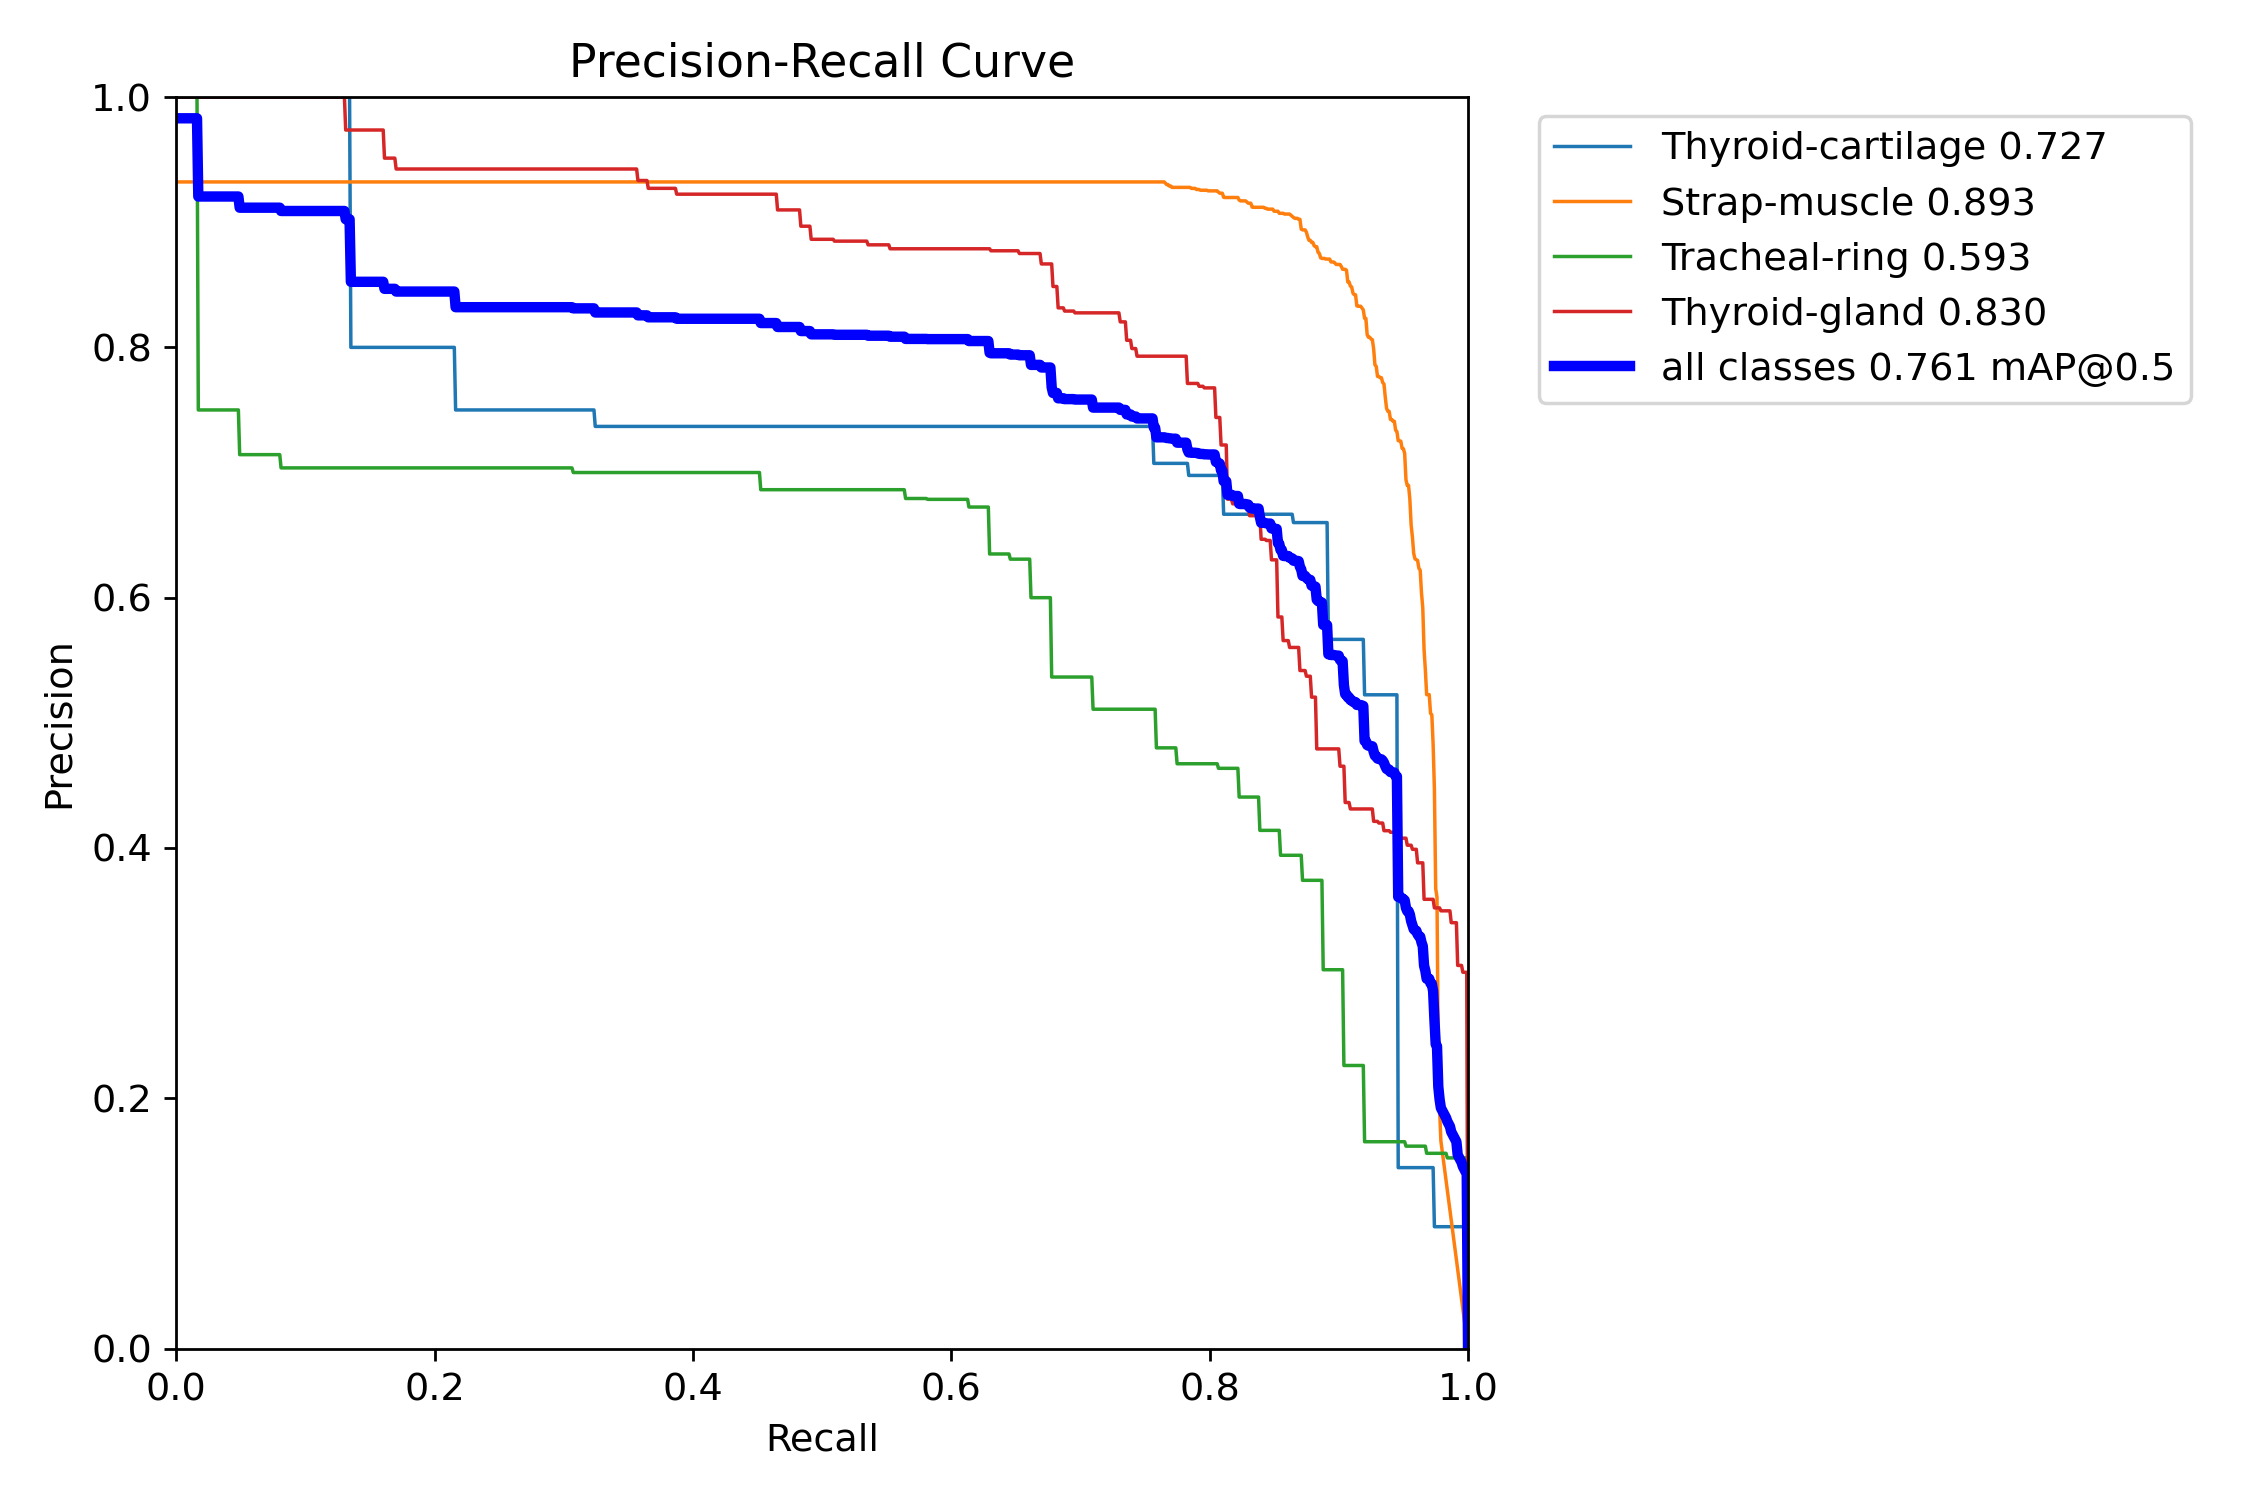 Precision-Recall Curve
1.0
0.8
0.6
0.4
0.2
0.0
Precision
0.0 0.2 0.4 0.6 0.8 1.0
Recall
Thyroid-cartilage 0.727
Strap-muscle 0.893
Tracheal-ring 0.593
Thyroid-gland 0.830
all classes 0.761 mAP@0.5